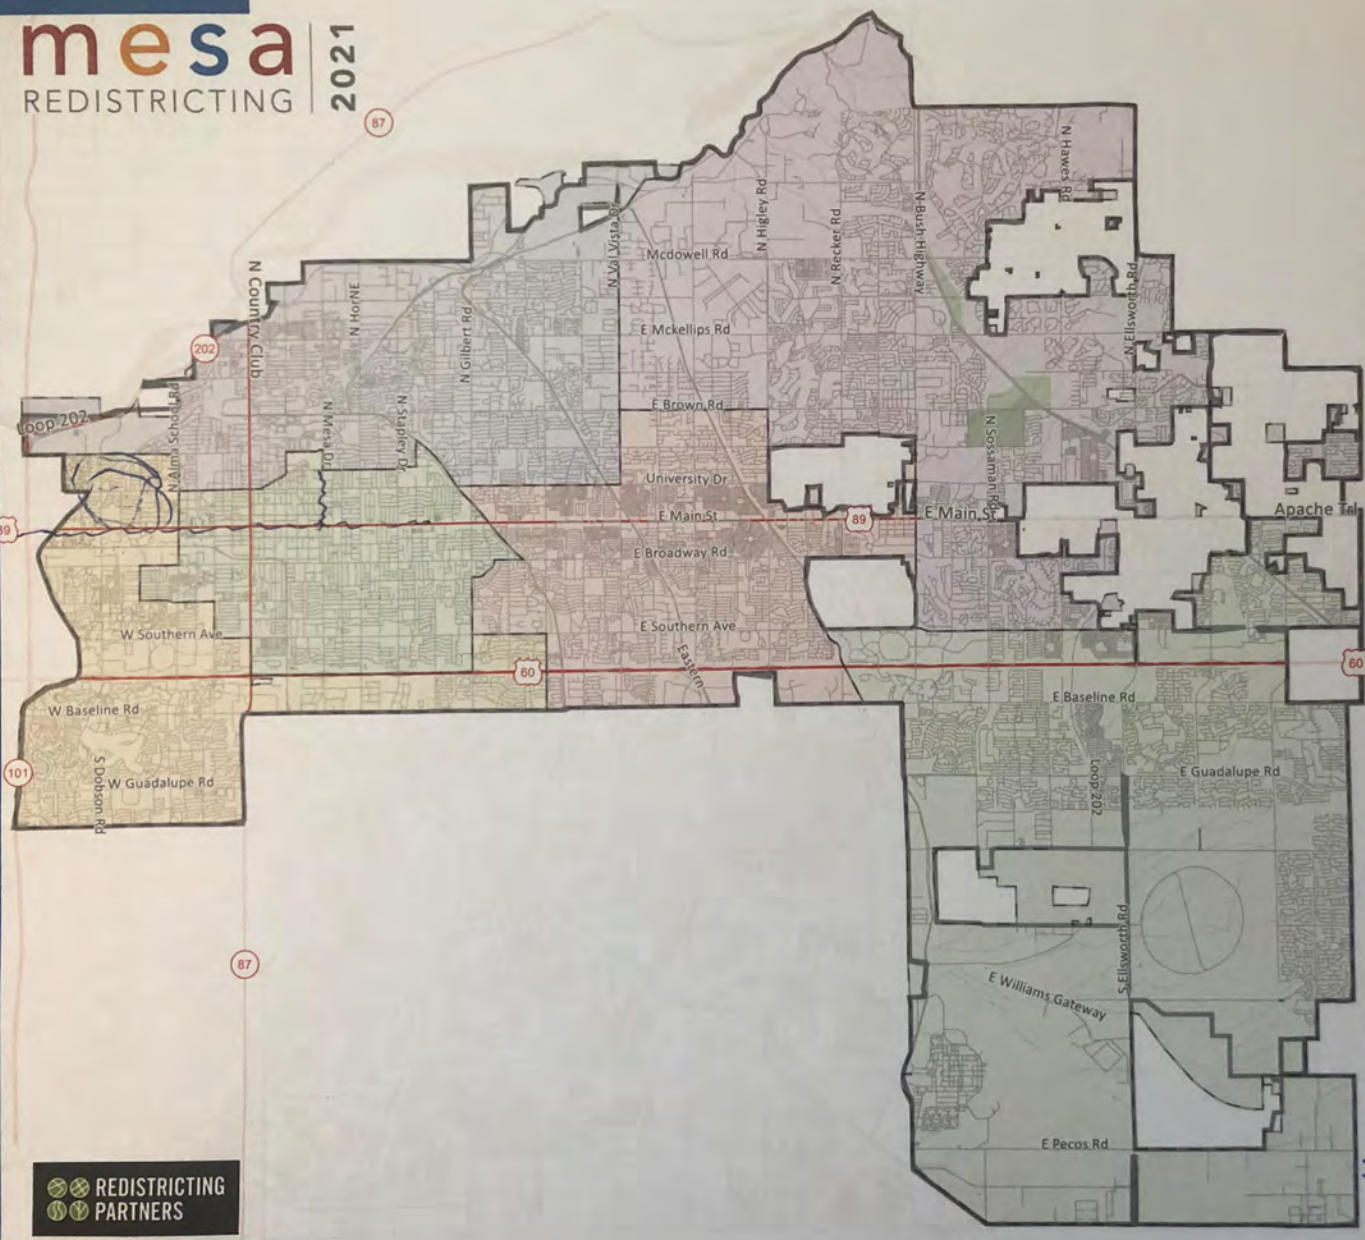 mesa
REDISTRICTING
2021
87
N Hawes Rd
N Higley Rd
N Bush Highway
N Recker Rd
N Val Vista Dr
Mcdowell Rd
N Country Club
N HorNE
N Gilbert Rd
N Ellsworth Rd
E Mckellips Rd
202
N Alma School Rd
N Mesa Dr
N Stapley Dr
E Brown Rd
Loop 202
N Sossaman Rd
University Dr
E Main St
89
E Main St
Apache Trl
89
E Broadway Rd
W Southern Ave
E Southern Ave
Eastern
60
60
W Baseline Rd
E Baseline Rd
101
S Dobson Rd
W Guadalupe Rd
Loop 202
E Guadalupe Rd
87
S Ellsworth Rd
E Williams Gateway
E Pecos Rd
REDISTRICTING
PARTNERS